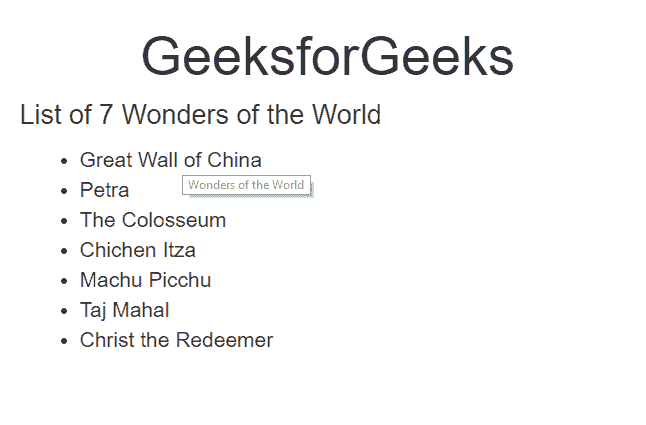 GeeksforGeeks
List of 7 Wonders of the World
Great Wall of China
Wonders of the World
Petra
The Colosseum
Chichen Itza
Machu Picchu
Taj Mahal
Christ the Redeemer